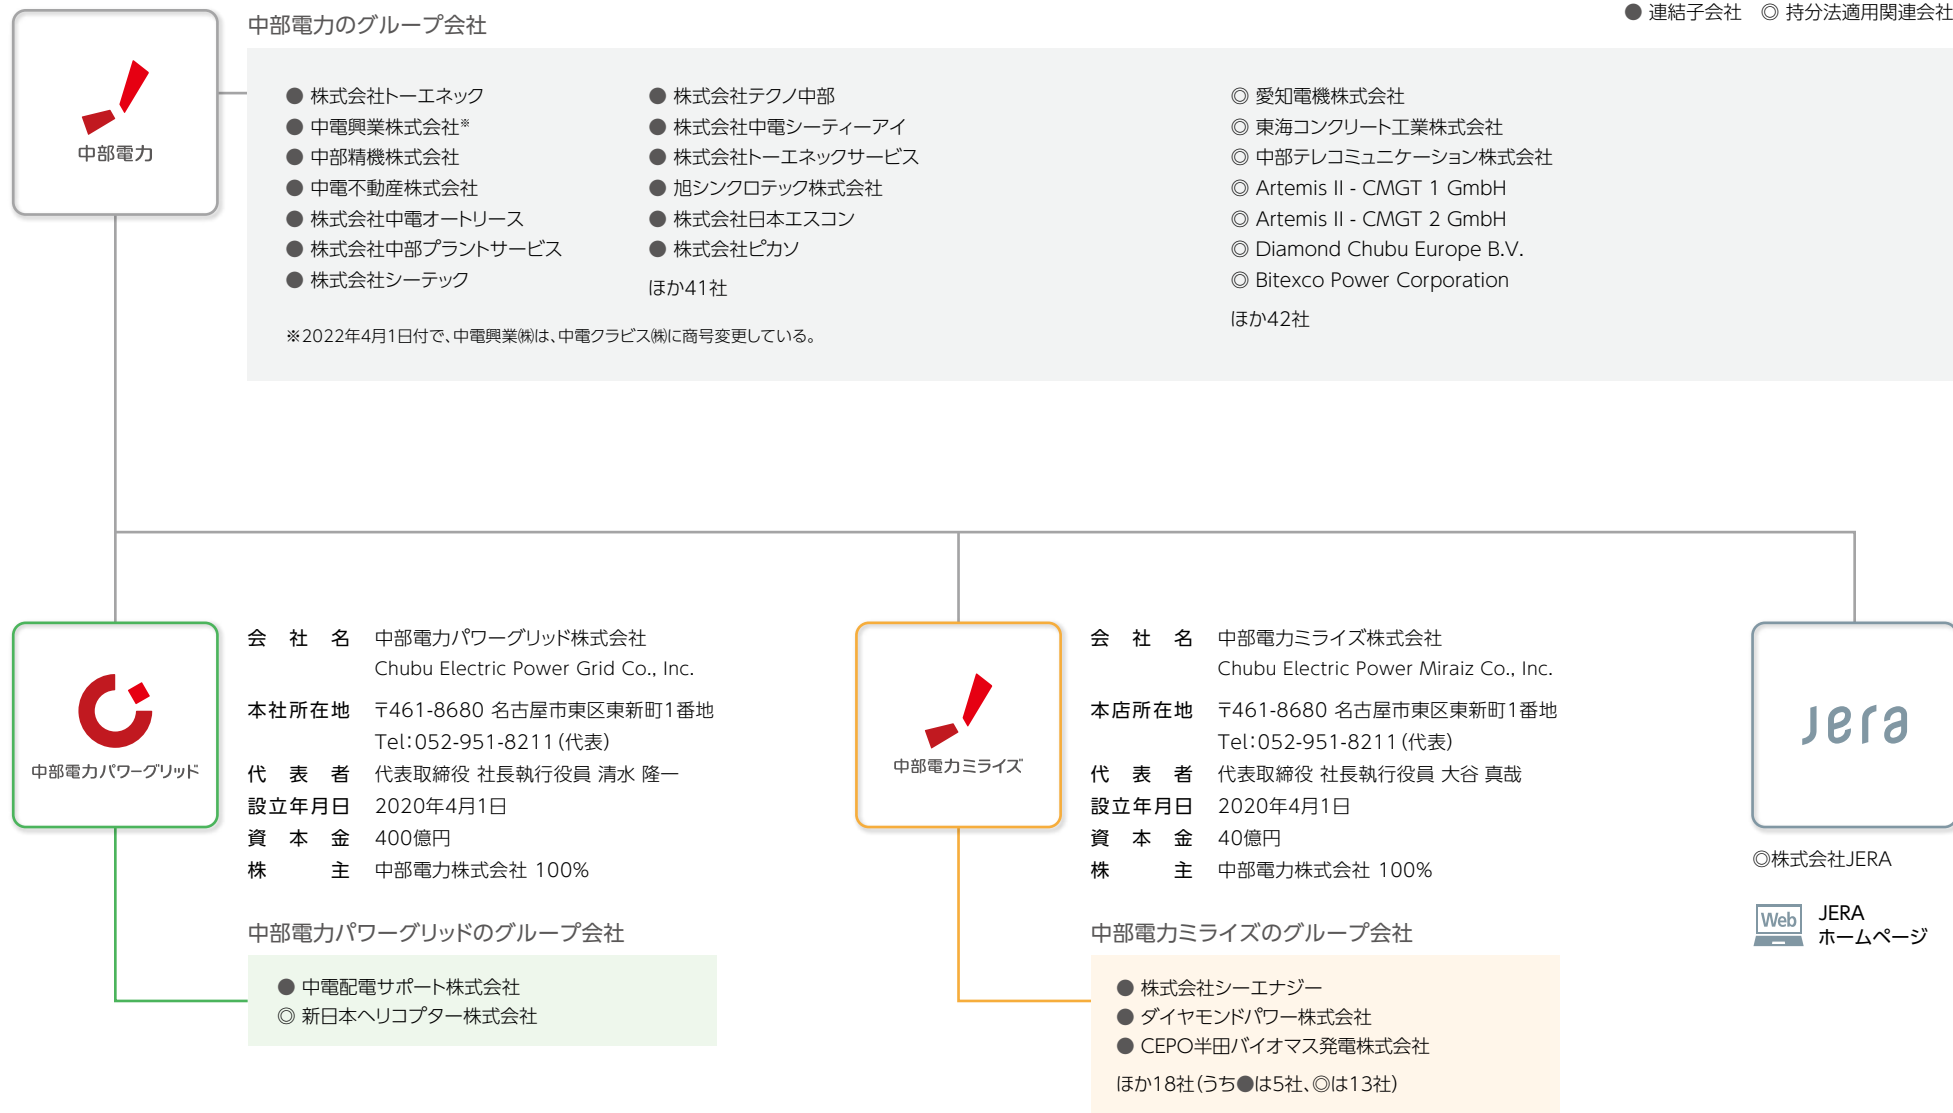 ● 連結子会社 ◎ 持分法適用関連会社
中部電力
中部電力のグループ会社
● 株式会社トーエネック
● 中電興業株式会社※
● 中部精機株式会社
● 中電不動産株式会社
● 株式会社中電オートリース
● 株式会社中部プラントサービス
● 株式会社シーテック
● 株式会社テクノ中部
● 株式会社中電シーティーアイ
● 株式会社トーエネックサービス
● 旭シンクロテック株式会社
● 株式会社日本エスコン
● 株式会社ピカソ
ほか41社
◎ 愛知電機株式会社
◎ 東海コンクリート工業株式会社
◎ 中部テレコミュニケーション株式会社
◎ Artemis II - CMGT 1 GmbH
◎ Artemis II - CMGT 2 GmbH
◎ Diamond Chubu Europe B.V.
◎ Bitexco Power Corporation
ほか42社
※2022年4月1日付で、中電興業㈱は、中電クラビス㈱に商号変更している。
中部電力パワーグリッド
会社名 中部電力パワーグリッド株式会社
Chubu Electric Power Grid Co., Inc.
本社所在地 〒461-8680 名古屋市東区東新町1番地
Tel:052-951-8211(代表)
代表者 代表取締役 社長執行役員 清水 隆一
設立年月日 2020年4月1日
資本金 400億円
株主 中部電力株式会社 100%
中部電力パワーグリッドのグループ会社
● 中電配電サポート株式会社
◎ 新日本ヘリコプター株式会社
中部電力ミライズ
会社名 中部電力ミライズ株式会社
Chubu Electric Power Miraiz Co., Inc.
本店所在地 〒461-8680 名古屋市東区東新町1番地
Tel:052-951-8211(代表)
代表者 代表取締役 社長執行役員 大谷 真哉
設立年月日 2020年4月1日
資本金 40億円
株主 中部電力株式会社 100%
中部電力ミライズのグループ会社
● 株式会社シーエナジー
● ダイヤモンドパワー株式会社
● CEPO半田バイオマス発電株式会社
ほか18社(うち●は5社、◎は13社)
Jera
◎株式会社JERA
Web
JERA
ホームページ